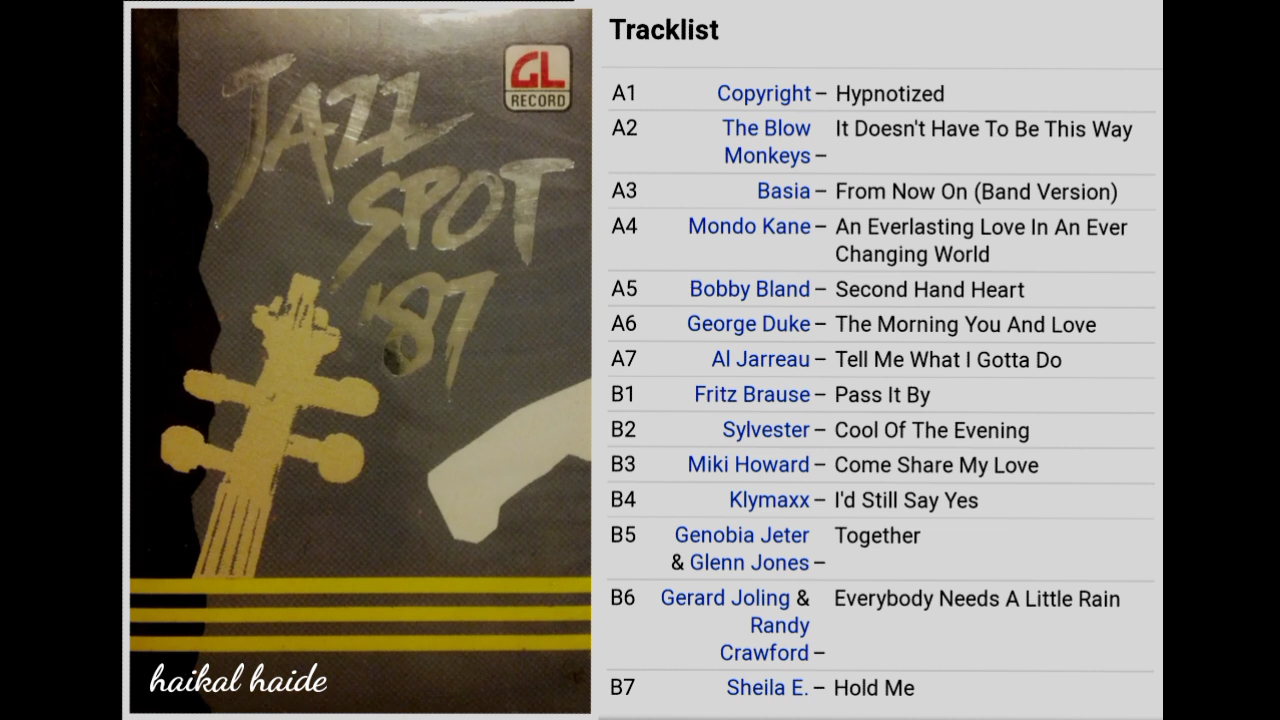 JAZZ
SPOT
'87
GL
RECORD
haikal haide
Tracklist
A1 Copyright – Hypnotized
A2 The Blow It Doesn't Have To Be This Way
Monkeys –
A3 Basia – From Now On (Band Version)
A4 Mondo Kane – An Everlasting Love In An Ever
Changing World
A5 Bobby Bland – Second Hand Heart
A6 George Duke – The Morning You And Love
A7 Al Jarreau – Tell Me What I Gotta Do
B1 Fritz Brause – Pass It By
B2 Sylvester – Cool Of The Evening
B3 Miki Howard – Come Share My Love
B4 Klymaxx – I'd Still Say Yes
B5 Genobia Jeter Together
& Glenn Jones –
B6 Gerard Joling & Everybody Needs A Little Rain
Randy
Crawford –
B7 Sheila E. – Hold Me